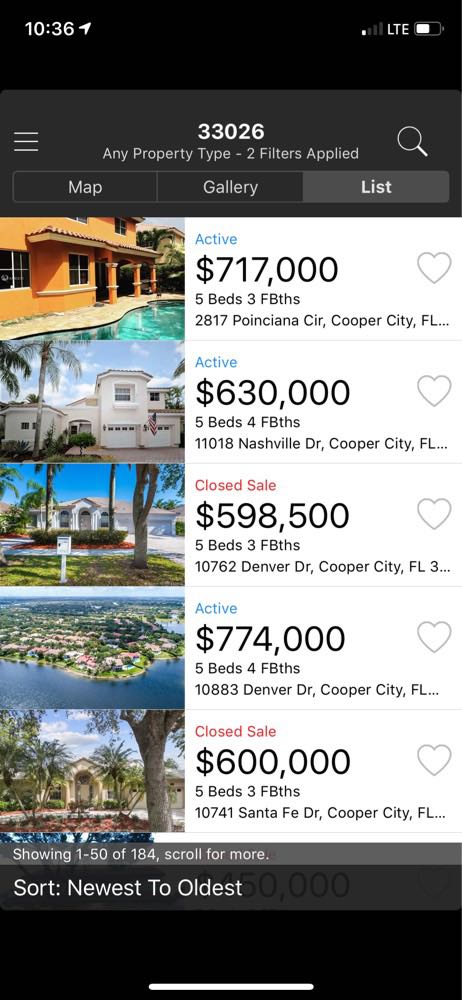 10:36
LTE
33026
Any Property Type - 2 Filters Applied
Map
Gallery
List
Active
$717,000
5 Beds 3 FBths
2817 Poinciana Cir, Cooper City, FL...
Active
$630,000
5 Beds 4 FBths
11018 Nashville Dr, Cooper City, FL...
Closed Sale
$598,500
5 Beds 3 FBths
10762 Denver Dr, Cooper City, FL 3...
Active
$774,000
5 Beds 4 FBths
10883 Denver Dr, Cooper City, FL...
Closed Sale
$600,000
5 Beds 3 FBths
10741 Santa Fe Dr, Cooper City, FL...
Showing 1-50 of 184, scroll for more.
Sort: Newest To Oldest